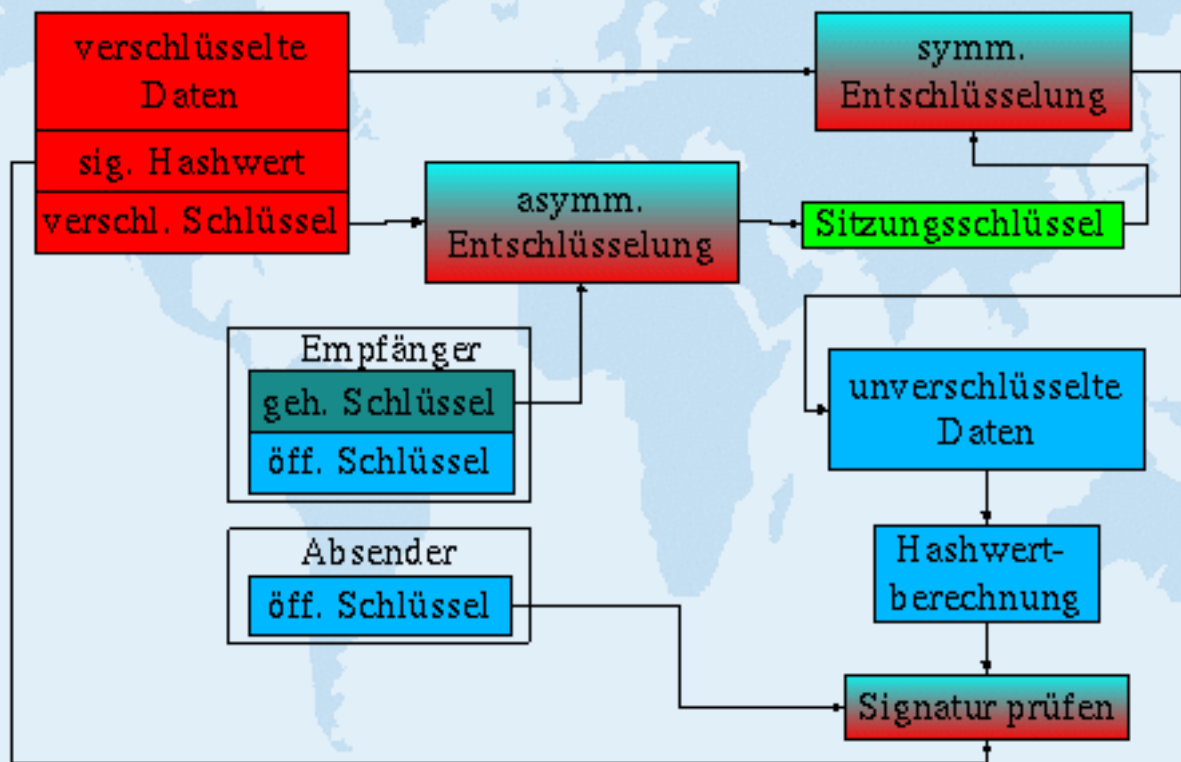 verschlüsselte
Daten
sig. Hashwert
verschl. Schlüssel
symm.
Entschlüsselung
asymm.
Entschlüsselung
Sitzungsschlüssel
Empfänger
geh. Schlüssel
öff. Schlüssel
unverschlüsselte
Daten
Absender
öff. Schlüssel
Hashwert-
berechnung
Signatur prüfen